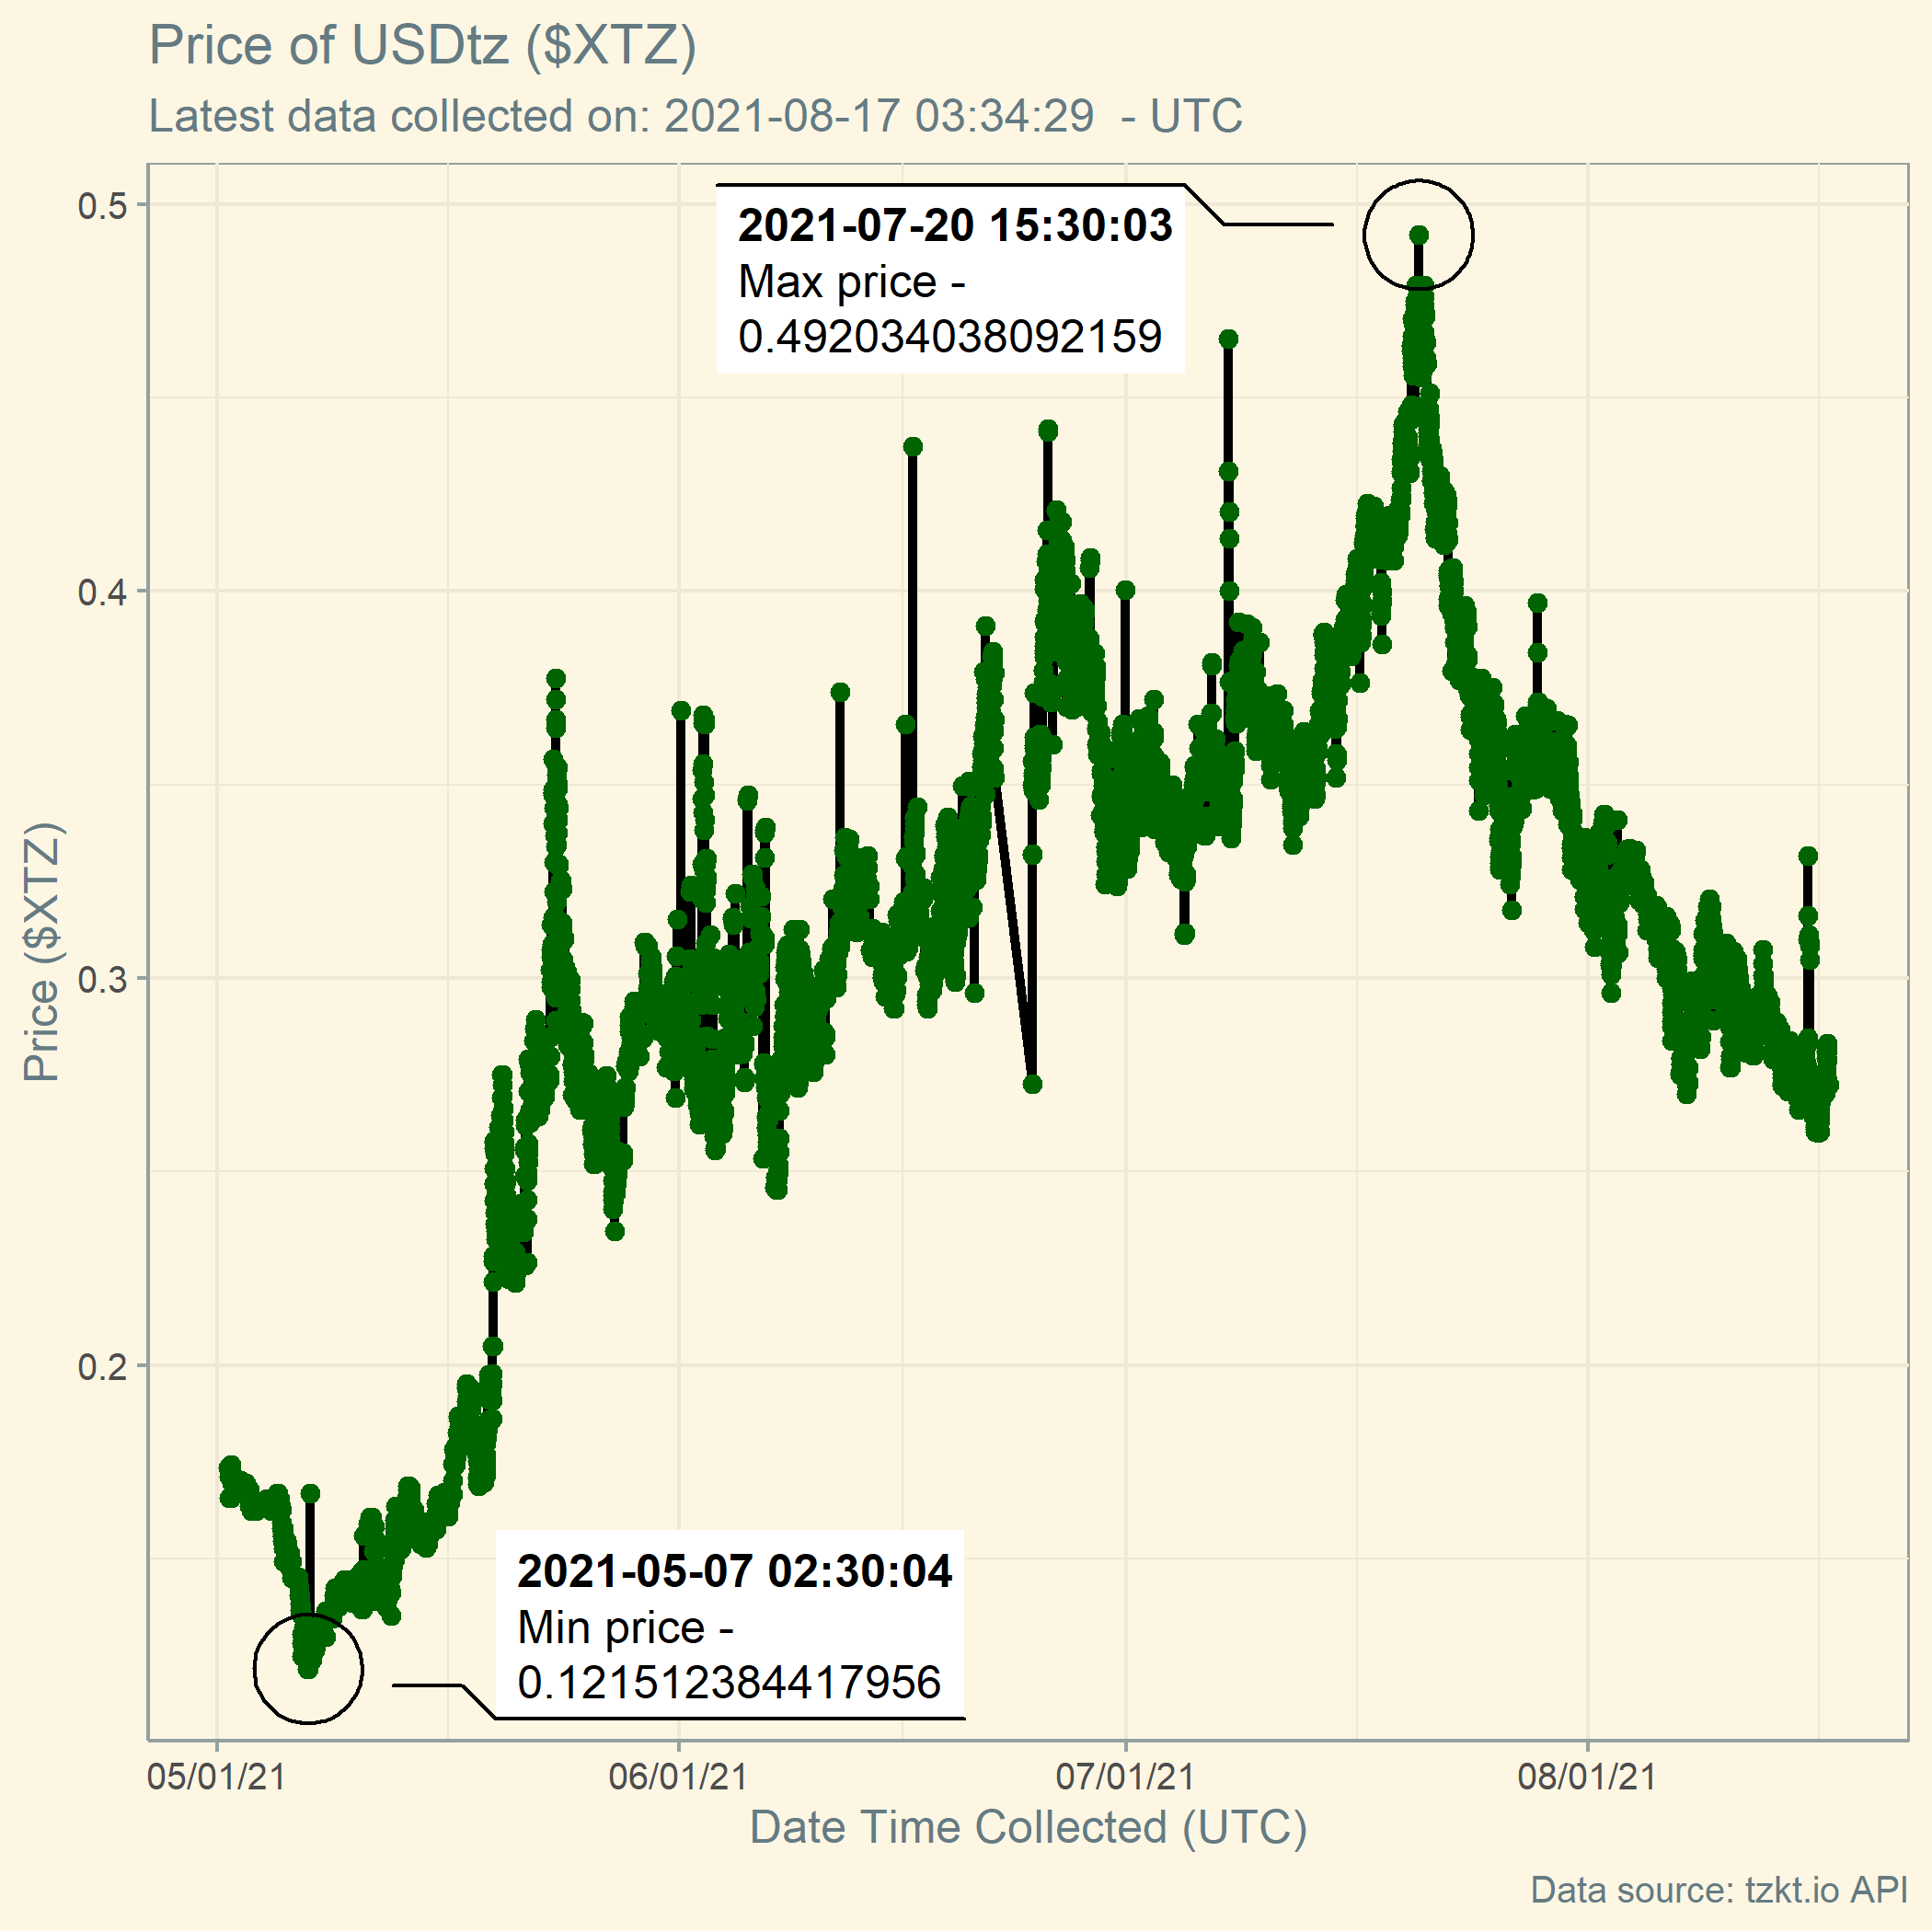 Price of USDtz ($XTZ)
Latest data collected on: 2021-08-17 03:34:29  - UTC
0.5
0.4
0.3
0.2
Price ($XTZ)
2021-07-20 15:30:03
Max price -
0.492034038092159
2021-05-07 02:30:04
Min price -
0.121512384417956
05/01/21
06/01/21
07/01/21
08/01/21
Date Time Collected (UTC)
Data source: tzkt.io API